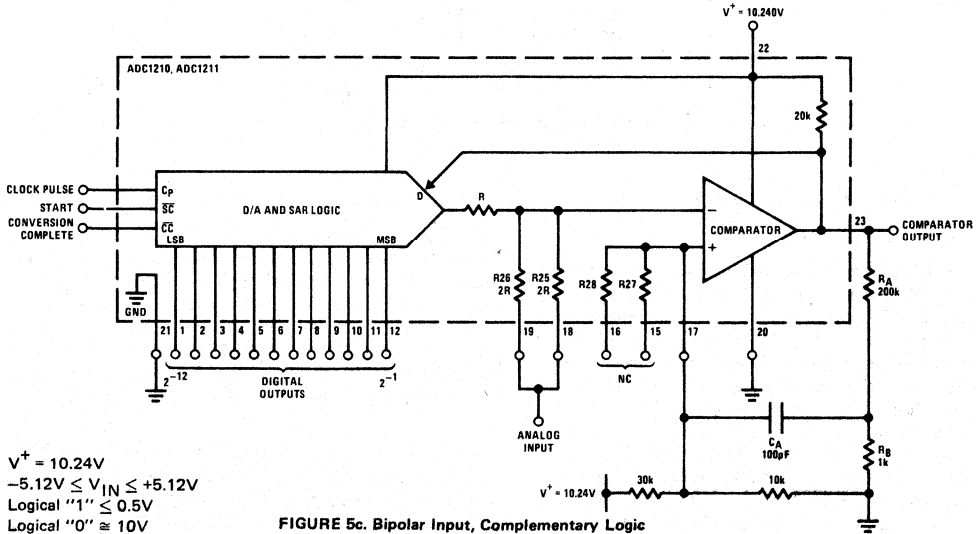 V+ = 10.240V
22
ADC1210, ADC1211
20k
CLOCK PULSE
START
CONVERSION
COMPLETE
CP
SC
CC
D/A AND SAR LOGIC
D
LSB
MSB
R
−
+
COMPARATOR
23
COMPARATOR
OUTPUT
R26
2R
R25
2R
R28
R27
RA
200k
GND
21
1
2
3
4
5
6
7
8
9
10
11
12
19
18
16
15
17
20
2−12
DIGITAL
OUTPUTS
2−1
NC
ANALOG
INPUT
CA
100pF
RB
1k
V+ = 10.24V
30k
10k
V+ = 10.24V
−5.12V ≤ VIN ≤ +5.12V
Logical "1" ≤ 0.5V
Logical "0" ≅ 10V
FIGURE 5c. Bipolar Input, Complementary Logic